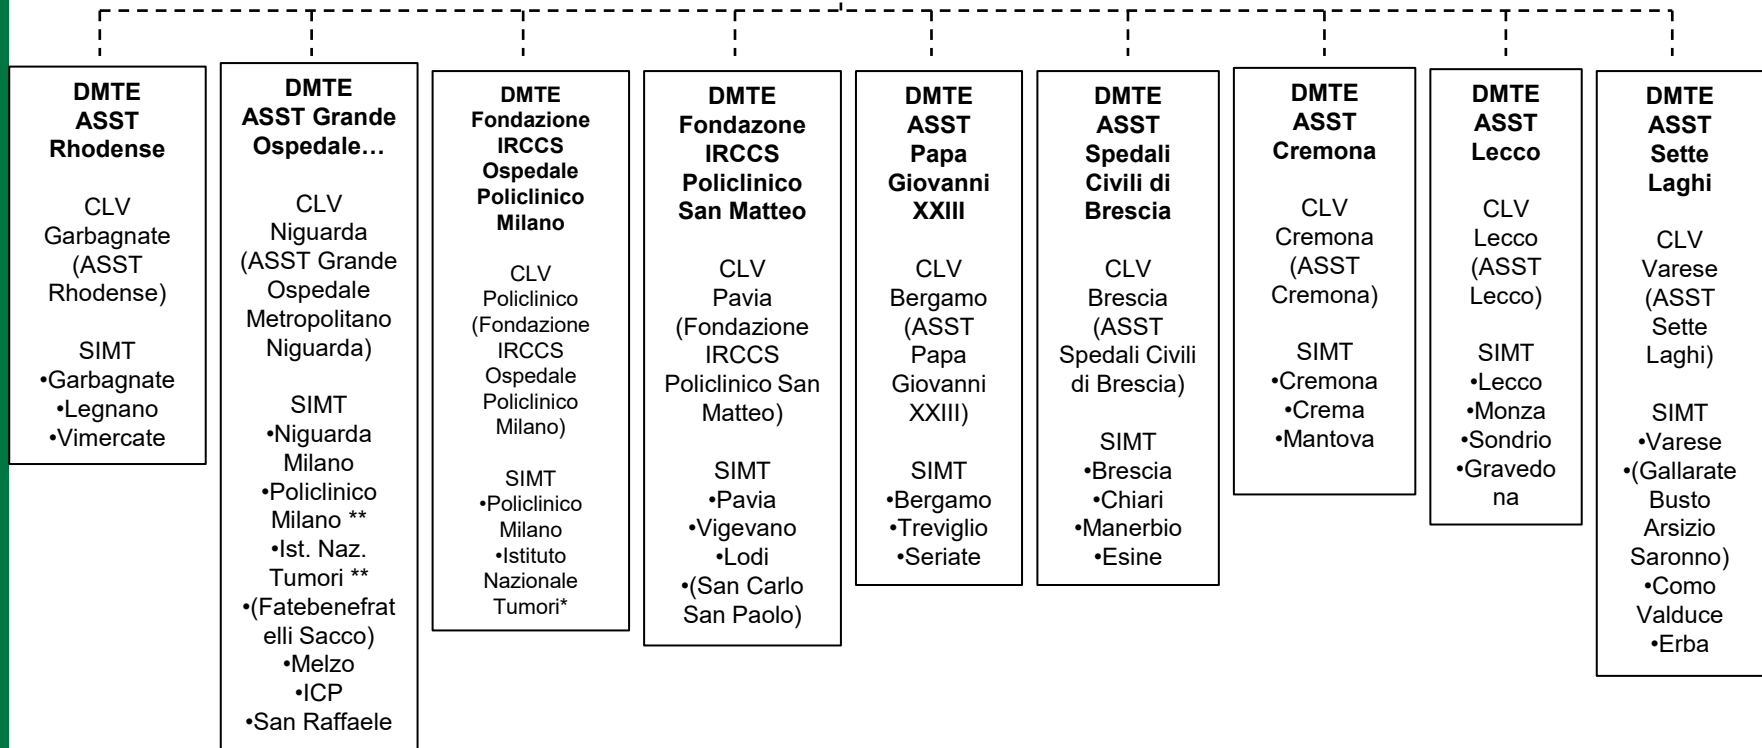 DMTE
ASST
Rhodense
CLV
Garbagnate
(ASST
Rhodense)
SIMT
•Garbagnate
•Legnano
•Vimercate
DMTE
ASST Grande
Ospedale…
CLV
Niguarda
(ASST Grande
Ospedale
Metropolitano
Niguarda)
SIMT
•Niguarda
Milano
•Policlinico
Milano **
•Ist. Naz.
Tumori **
•(Fatebenefrat
elli Sacco)
•Melzo
•ICP
•San Raffaele
DMTE
Fondazione
IRCCS
Ospedale
Policlinico
Milano
CLV
Policlinico
(Fondazione
IRCCS
Ospedale
Policlinico
Milano)
SIMT
•Policlinico
Milano
•Istituto
Nazionale
Tumori*
DMTE
Fondazone
IRCCS
Policlinico
San Matteo
CLV
Pavia
(Fondazione
IRCCS
Policlinico San
Matteo)
SIMT
•Pavia
•Vigevano
•Lodi
•(San Carlo
San Paolo)
DMTE
ASST
Papa
Giovanni
XXIII
CLV
Bergamo
(ASST
Papa
Giovanni
XXIII)
SIMT
•Bergamo
•Treviglio
•Seriate
DMTE
ASST
Spedali
Civili di
Brescia
CLV
Brescia
(ASST
Spedali Civili
di Brescia)
SIMT
•Brescia
•Chiari
•Manerbio
•Esine
DMTE
ASST
Cremona
CLV
Cremona
(ASST
Cremona)
SIMT
•Cremona
•Crema
•Mantova
DMTE
ASST
Lecco
CLV
Lecco
(ASST
Lecco)
SIMT
•Lecco
•Monza
•Sondrio
•Gravedo
na
DMTE
ASST
Sette
Laghi
CLV
Varese
(ASST
Sette
Laghi)
SIMT
•Varese
•(Gallarate
Busto
Arsizio
Saronno)
•Como
Valduce
•Erba